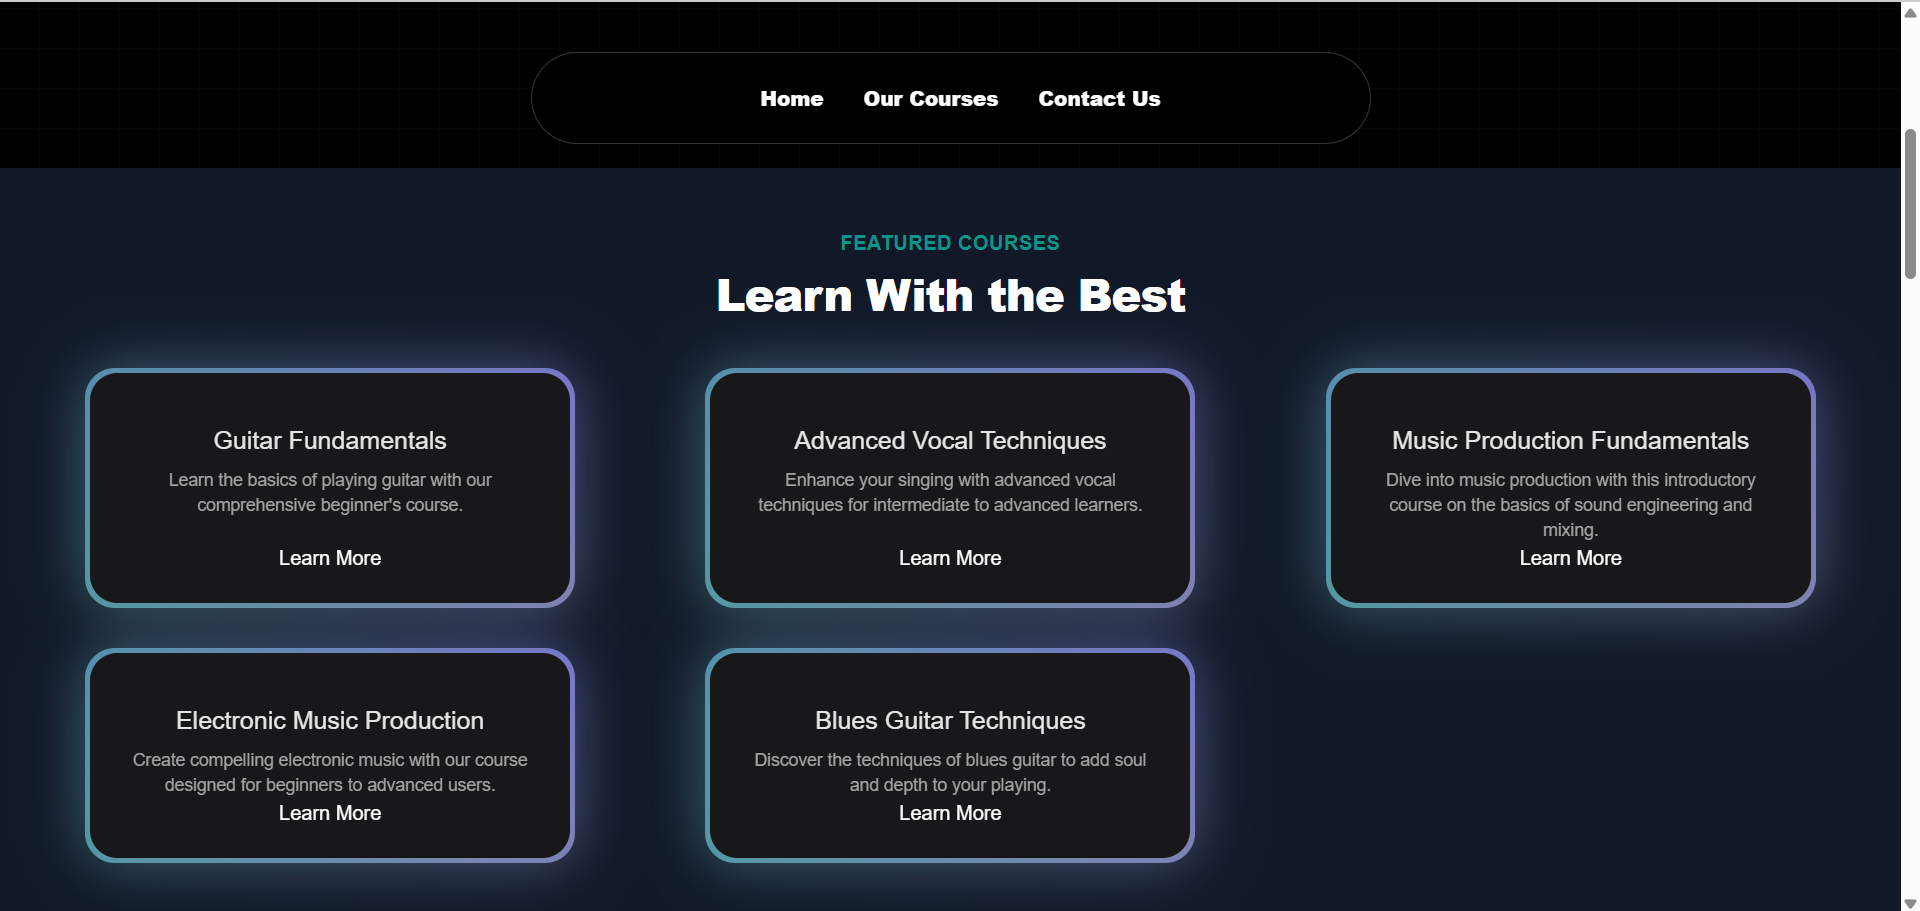 Home Our Courses Contact Us
FEATURED COURSES
Learn With the Best
Guitar Fundamentals
Learn the basics of playing guitar with our
comprehensive beginner's course.
Learn More
Advanced Vocal Techniques
Enhance your singing with advanced vocal
techniques for intermediate to advanced learners.
Learn More
Music Production Fundamentals
Dive into music production with this introductory
course on the basics of sound engineering and
mixing.
Learn More
Electronic Music Production
Create compelling electronic music with our course
designed for beginners to advanced users.
Learn More
Blues Guitar Techniques
Discover the techniques of blues guitar to add soul
and depth to your playing.
Learn More